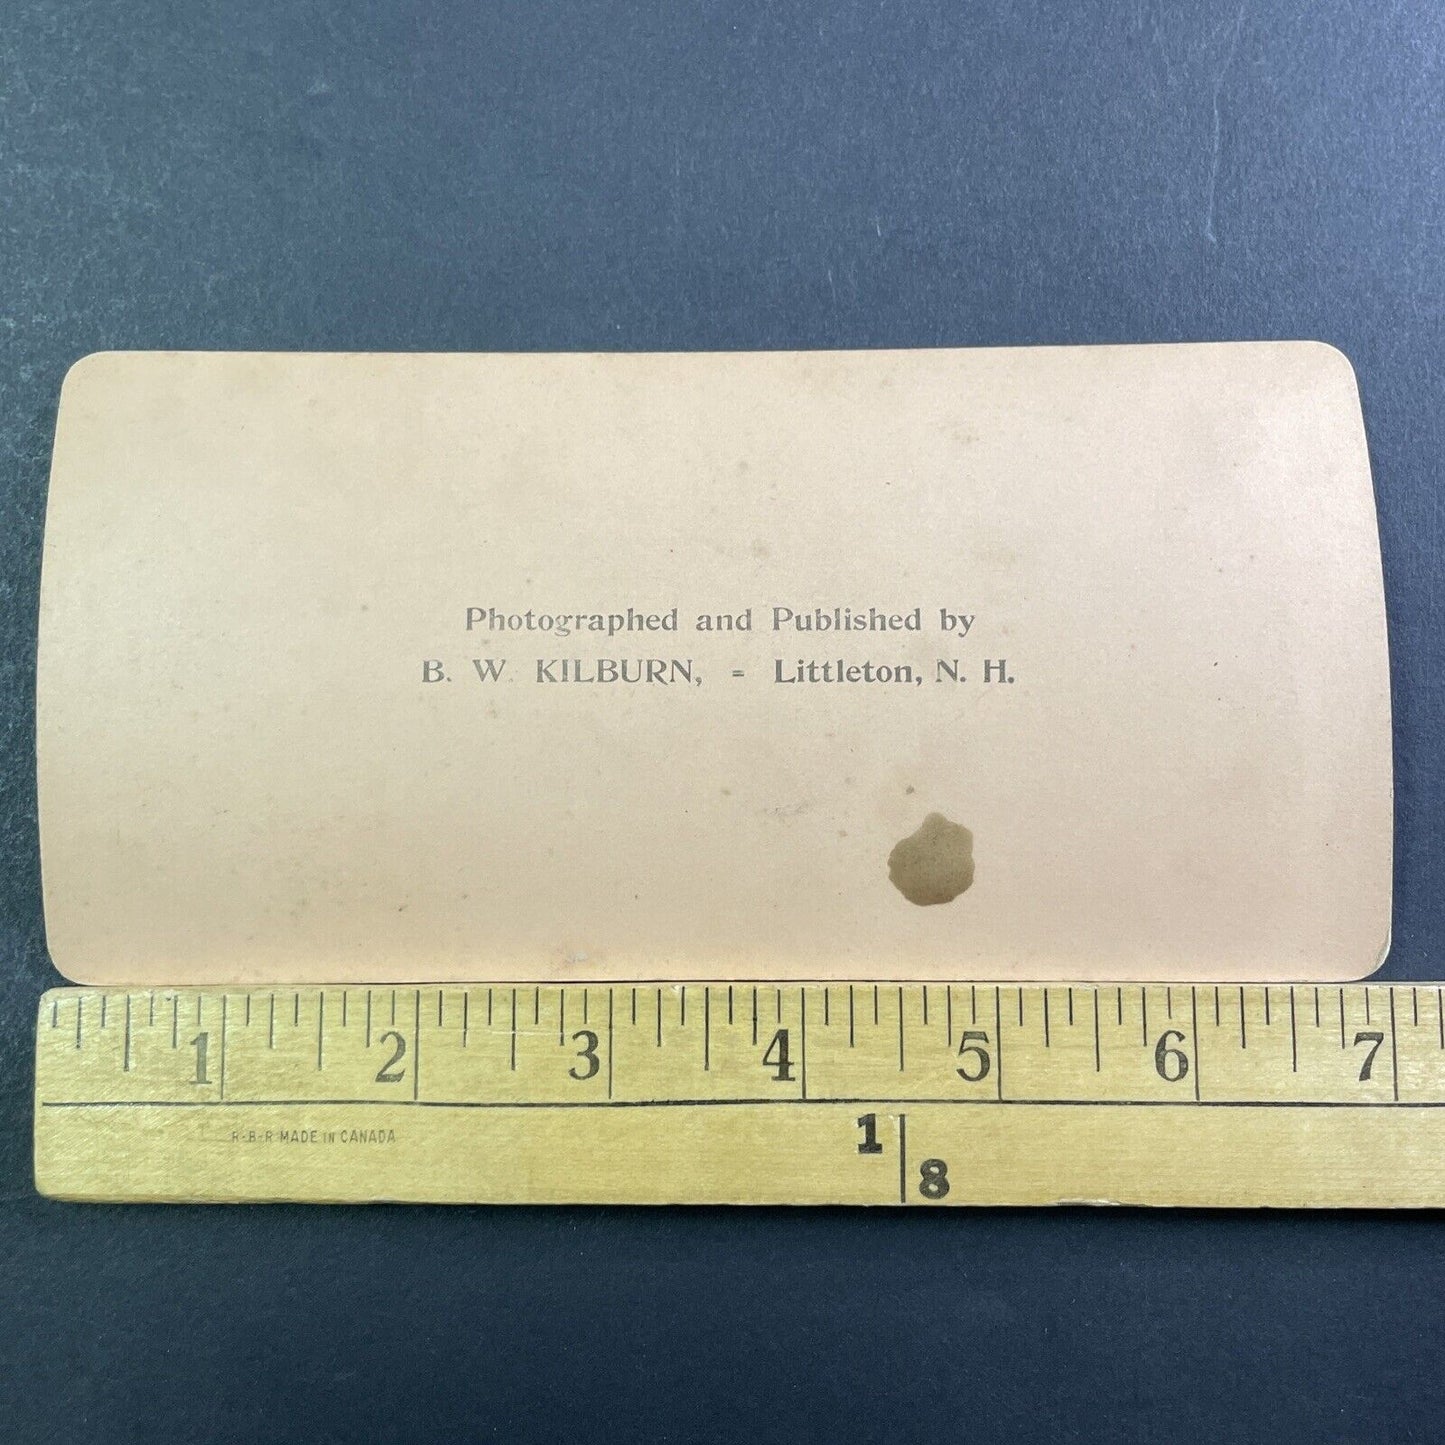 Photographed and Published by
B. W. KILBURN, = Littleton, N. H.
1 2 3 4 5 6 7
R-B-R MADE IN CANADA
1
8